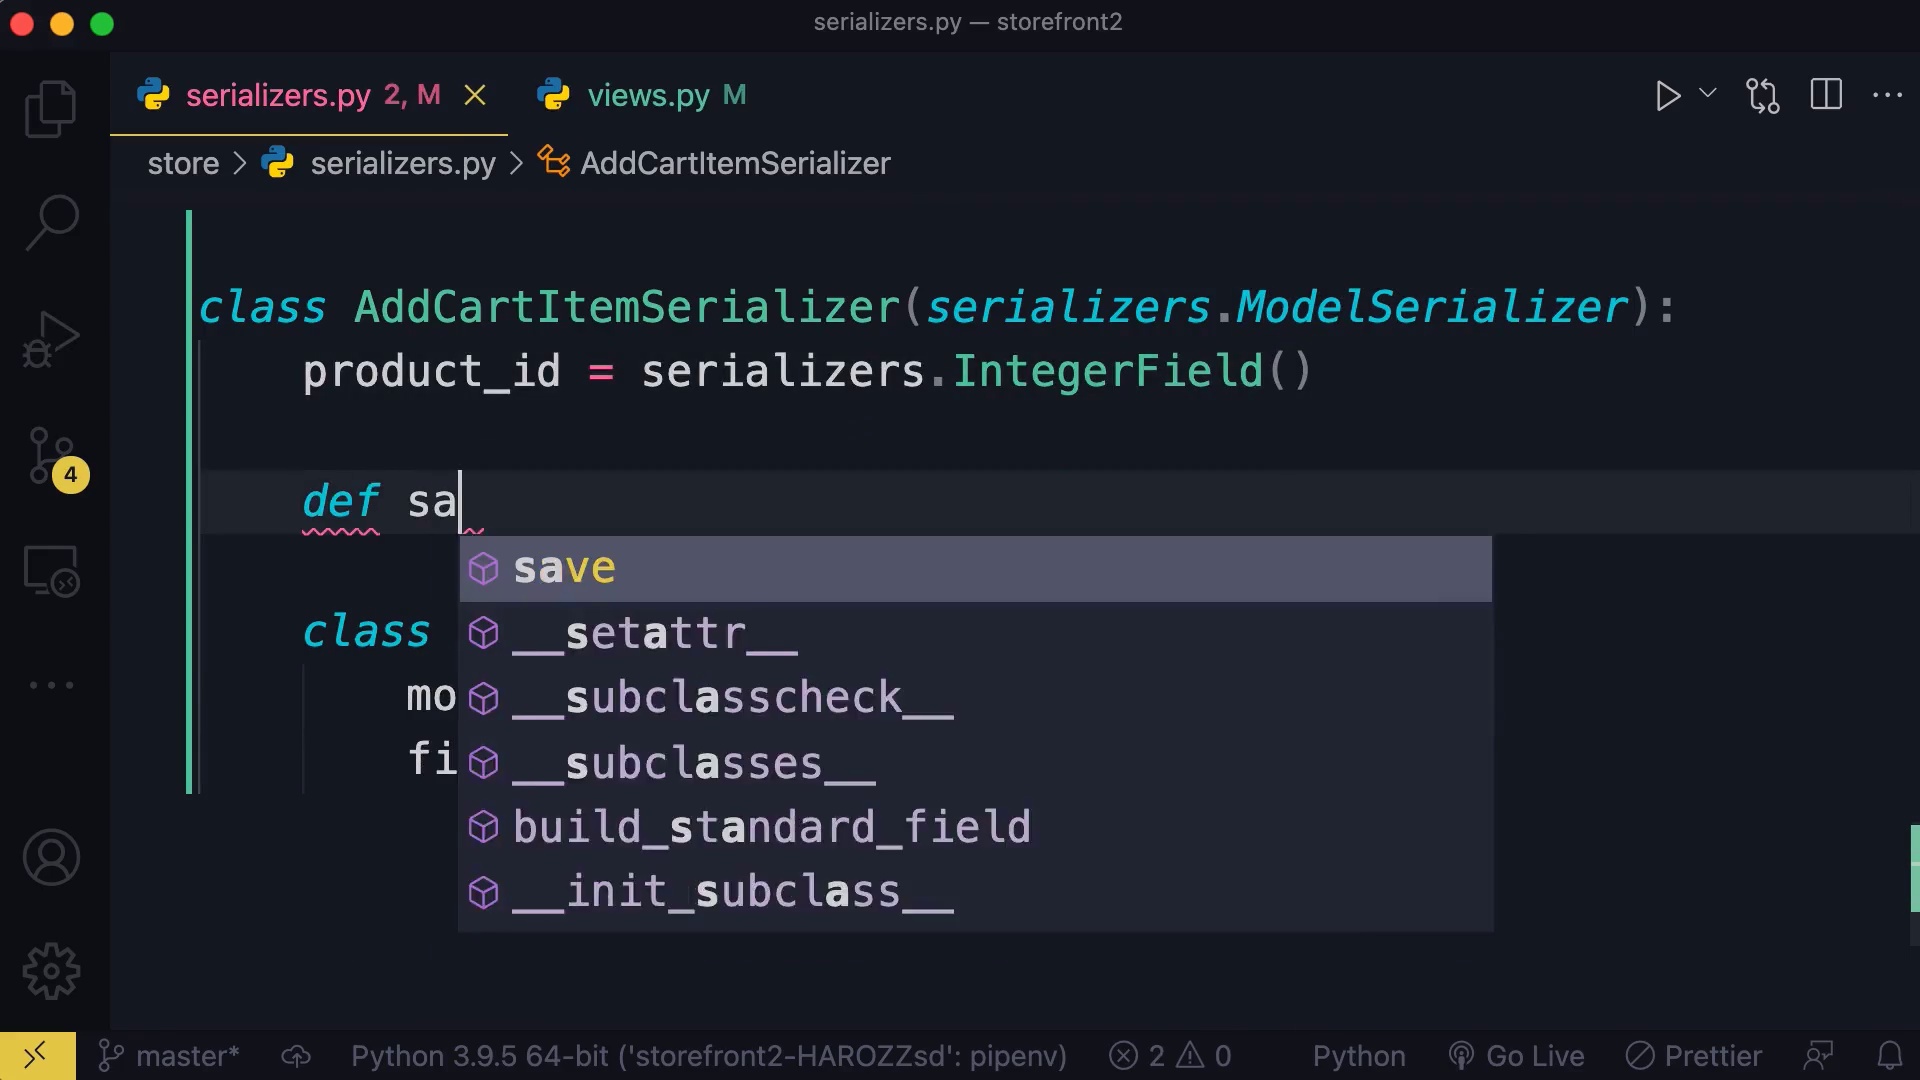 serializers.py — storefront2
serializers.py 2, M
views.py M
store > serializers.py > AddCartItemSerializer
class AddCartItemSerializer(serializers.ModelSerializer):
product_id = serializers.IntegerField()
def sa
save
class
__setattr__
mo
__subclasscheck__
fi
__subclasses__
build_standard_field
__init_subclass__
4
master*
Python 3.9.5 64-bit ('storefront2-HAROZZsd': pipenv)
2
0
Python
Go Live
Prettier